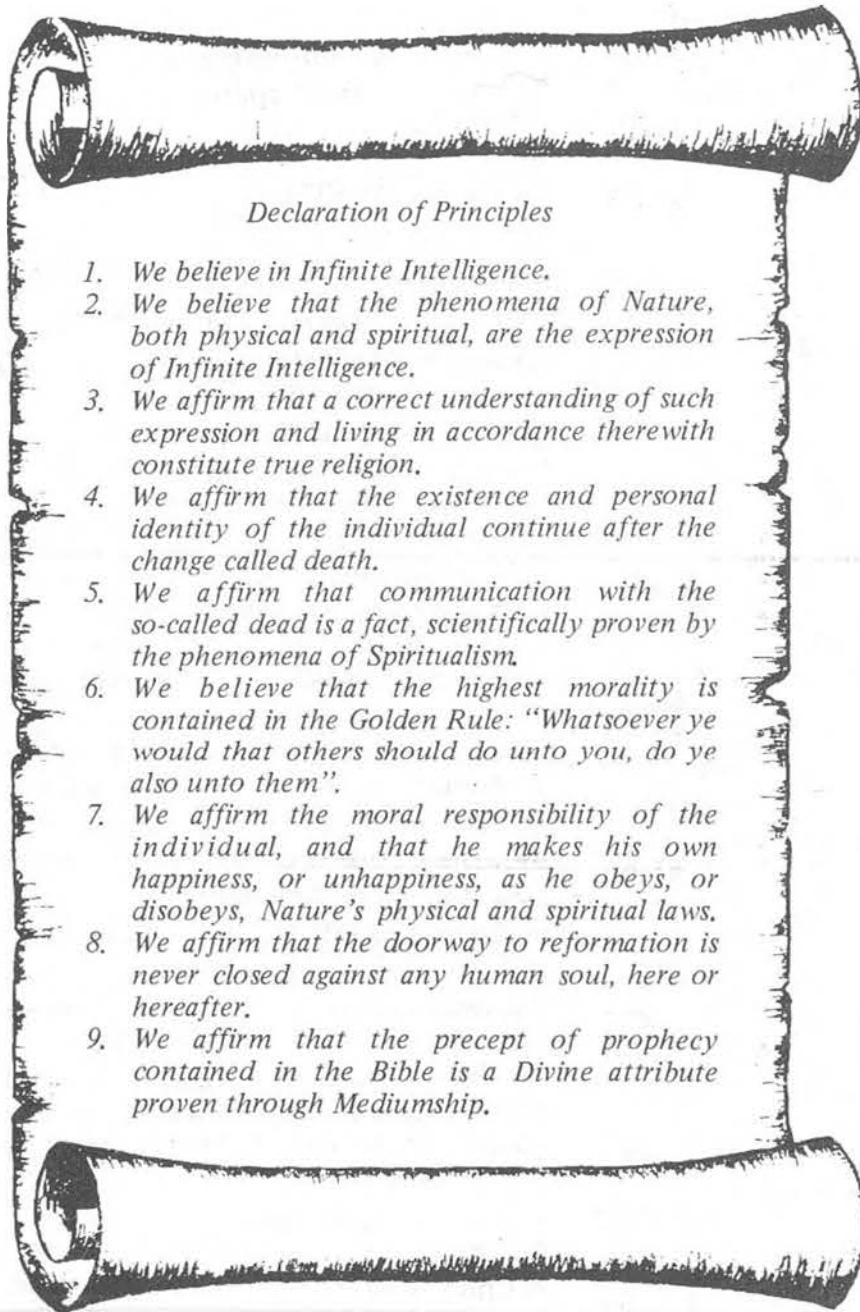 Declaration of Principles
1. We believe in Infinite Intelligence.
2. We believe that the phenomena of Nature,
both physical and spiritual, are the expression
of Infinite Intelligence.
3. We affirm that a correct understanding of such
expression and living in accordance therewith
constitute true religion.
4. We affirm that the existence and personal
identity of the individual continue after the
change called death.
5. We affirm that communication with the
so-called dead is a fact, scientifically proven by
the phenomena of Spiritualism.
6. We believe that the highest morality is
contained in the Golden Rule: “Whatsoever ye
would that others should do unto you, do ye
also unto them”.
7. We affirm the moral responsibility of the
individual, and that he makes his own
happiness, or unhappiness, as he obeys, or
disobeys, Nature's physical and spiritual laws.
8. We affirm that the doorway to reformation is
never closed against any human soul, here or
hereafter.
9. We affirm that the precept of prophecy
contained in the Bible is a Divine attribute
proven through Mediumship.